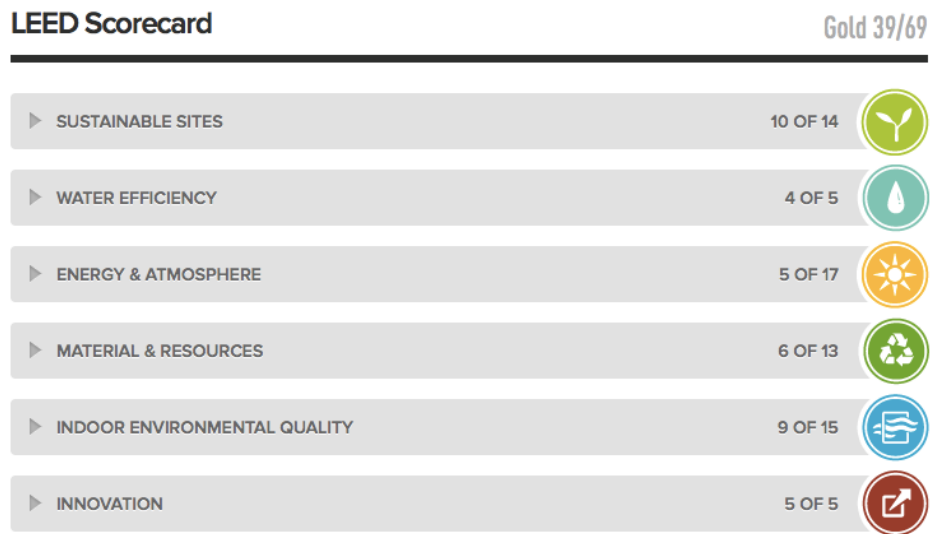 LEED Scorecard
Gold 39/69
SUSTAINABLE SITES 10 OF 14
WATER EFFICIENCY 4 OF 5
ENERGY & ATMOSPHERE 5 OF 17
MATERIAL & RESOURCES 6 OF 13
INDOOR ENVIRONMENTAL QUALITY 9 OF 15
INNOVATION 5 OF 5